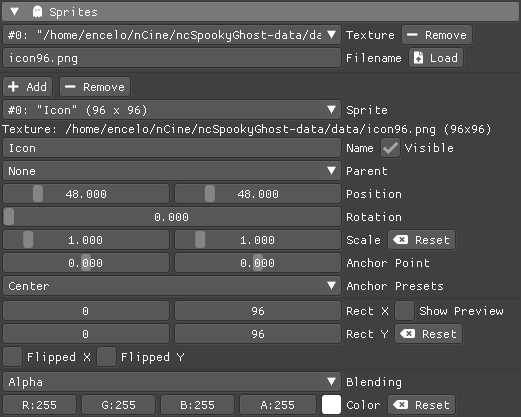 Sprites
#0: "/home/encelo/nCine/ncSpookyGhost-data/da Texture Remove
icon96.png Filename Load
Add Remove
#0: "Icon" (96 x 96) Sprite
Texture: /home/encelo/nCine/ncSpookyGhost-data/data/icon96.png (96x96)
Icon Name Visible
None Parent
48.000 48.000 Position
0.000 Rotation
1.000 1.000 Scale Reset
0.000 0.000 Anchor Point
Center Anchor Presets
0 96 Rect X Show Preview
0 96 Rect Y Reset
Flipped X Flipped Y
Alpha Blending
R:255 G:255 B:255 A:255 Color Reset